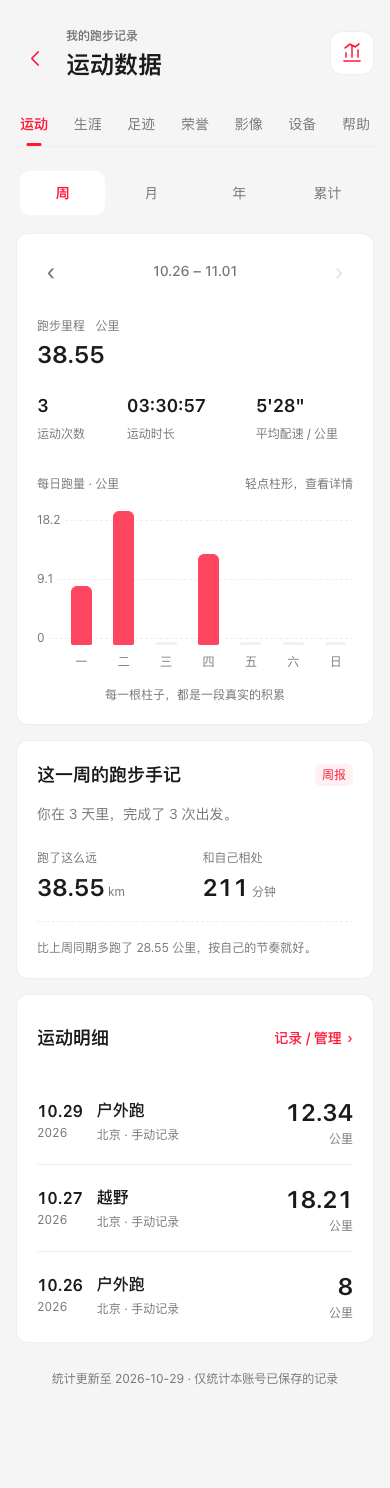 我的跑步记录
运动数据
运动 生涯 足迹 荣誉 影像 设备 帮助
周 月 年 累计
‹ 10.26 – 11.01 ›
跑步里程 公里
38.55
3 03:30:57 5'28"
运动次数 运动时长 平均配速 / 公里
每日跑量 · 公里 轻点柱形，查看详情
18.2
9.1
0
一 二 三 四 五 六 日
每一根柱子，都是一段真实的积累
这一周的跑步手记 周报
你在 3 天里，完成了 3 次出发。
跑了这么远 和自己相处
38.55 km 211 分钟
比上周同期多跑了 28.55 公里，按自己的节奏就好。
运动明细 记录 / 管理 ›
10.29 户外跑 12.34
2026 北京 · 手动记录 公里
10.27 越野 18.21
2026 北京 · 手动记录 公里
10.26 户外跑 8
2026 北京 · 手动记录 公里
统计更新至 2026-10-29 · 仅统计本账号已保存的记录